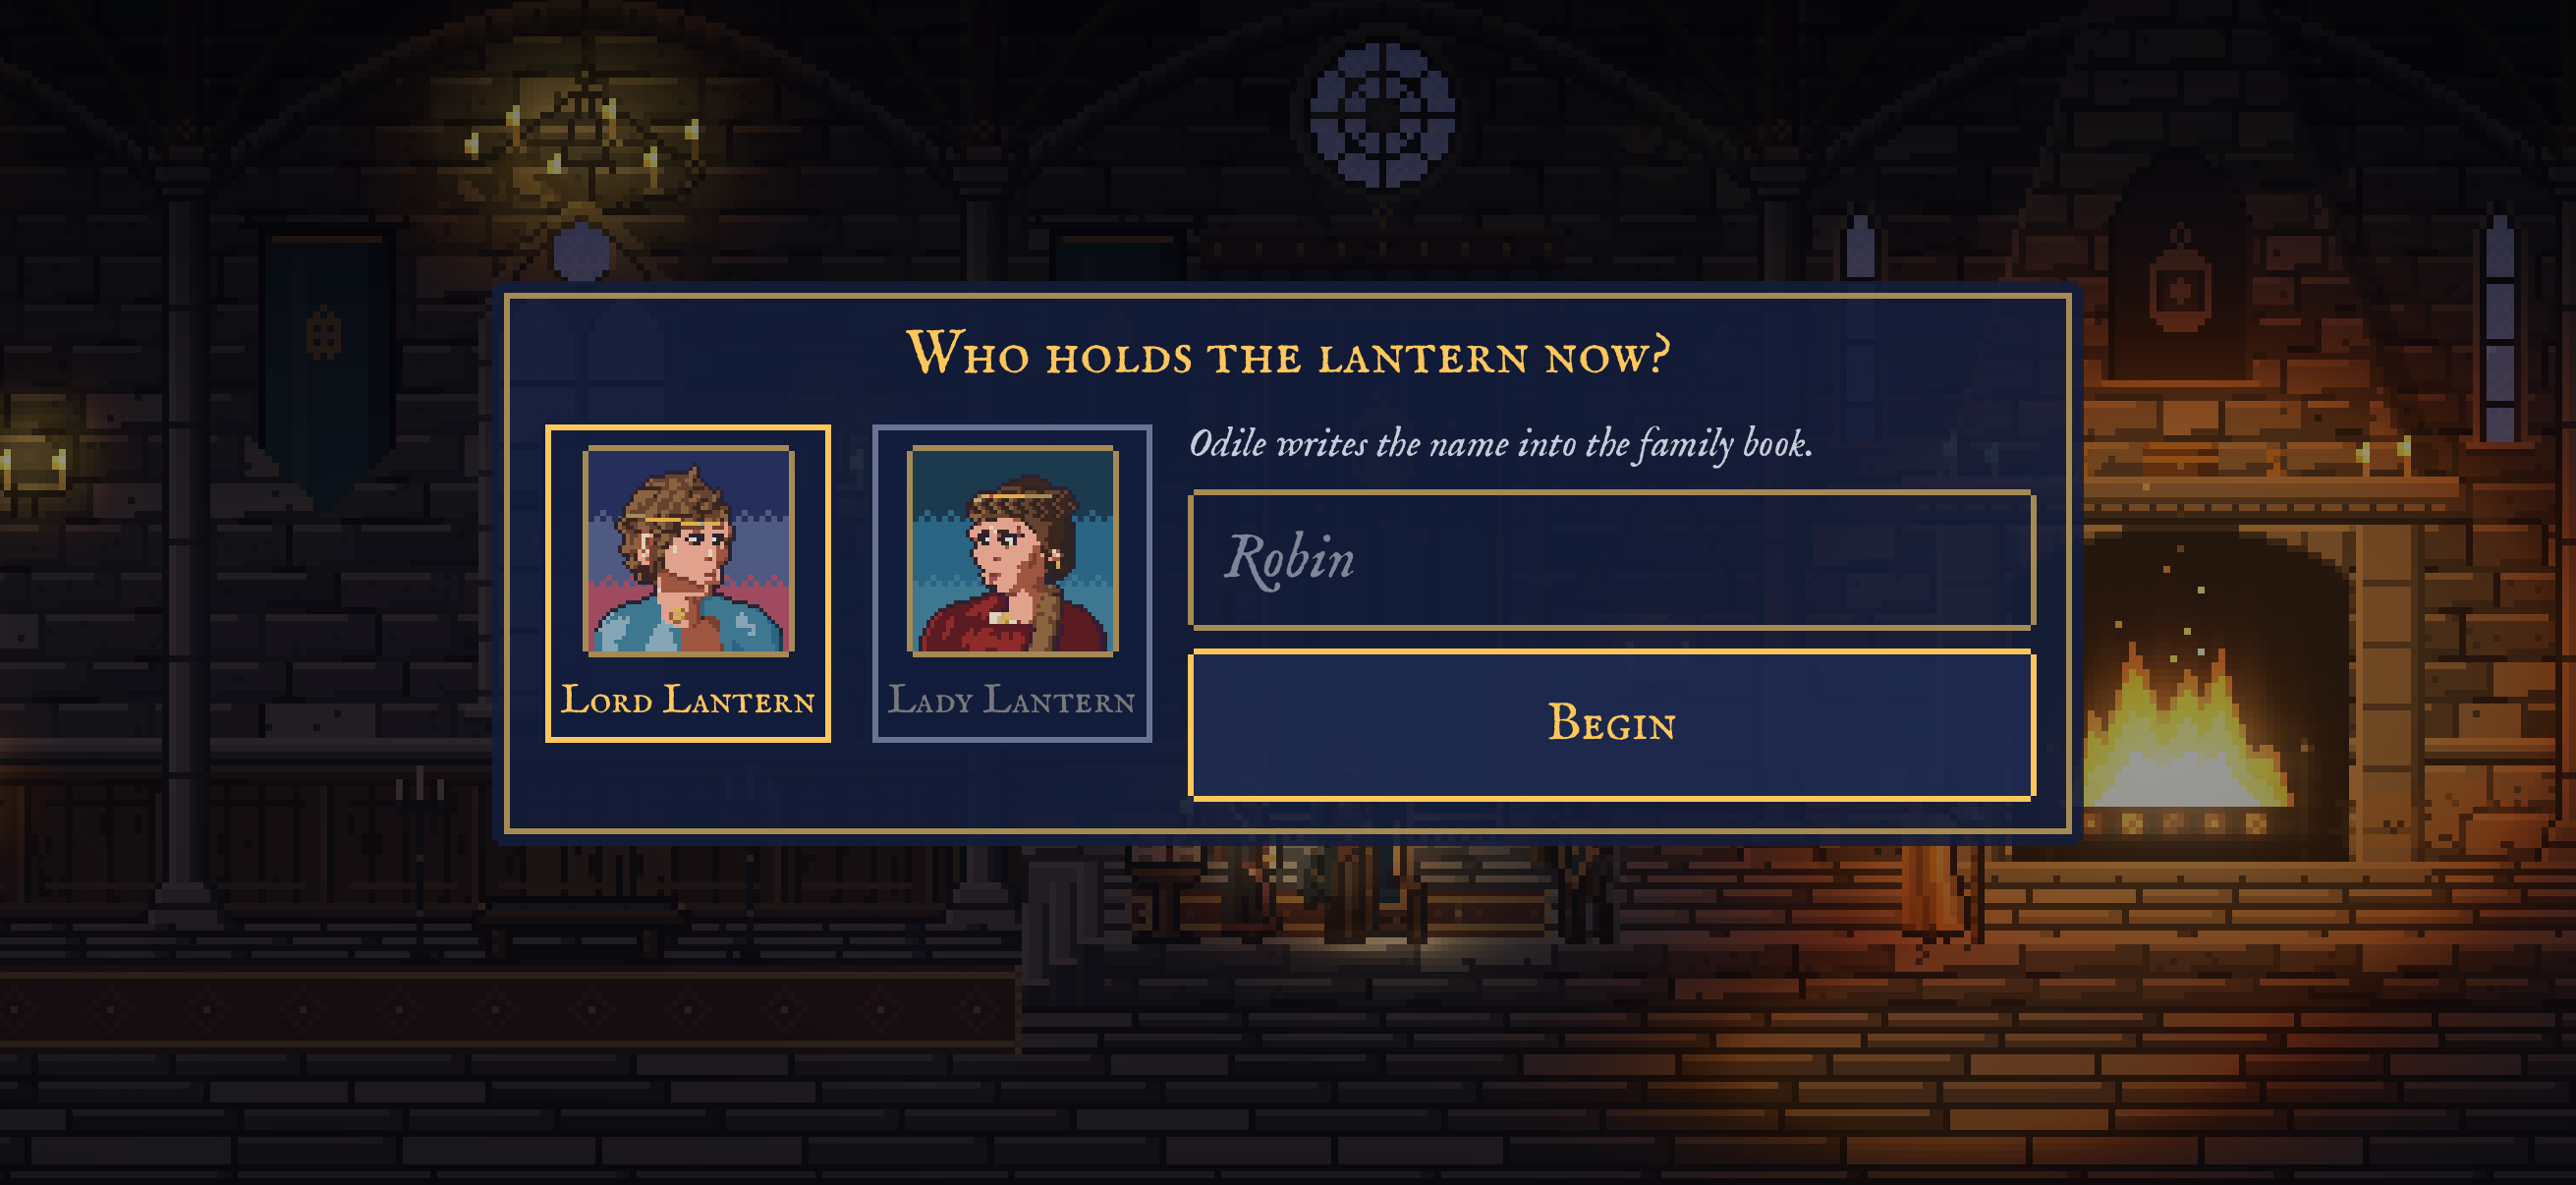 Who holds the lantern now?
Odile writes the name into the family book.
Robin
Lord Lantern
Lady Lantern
Begin